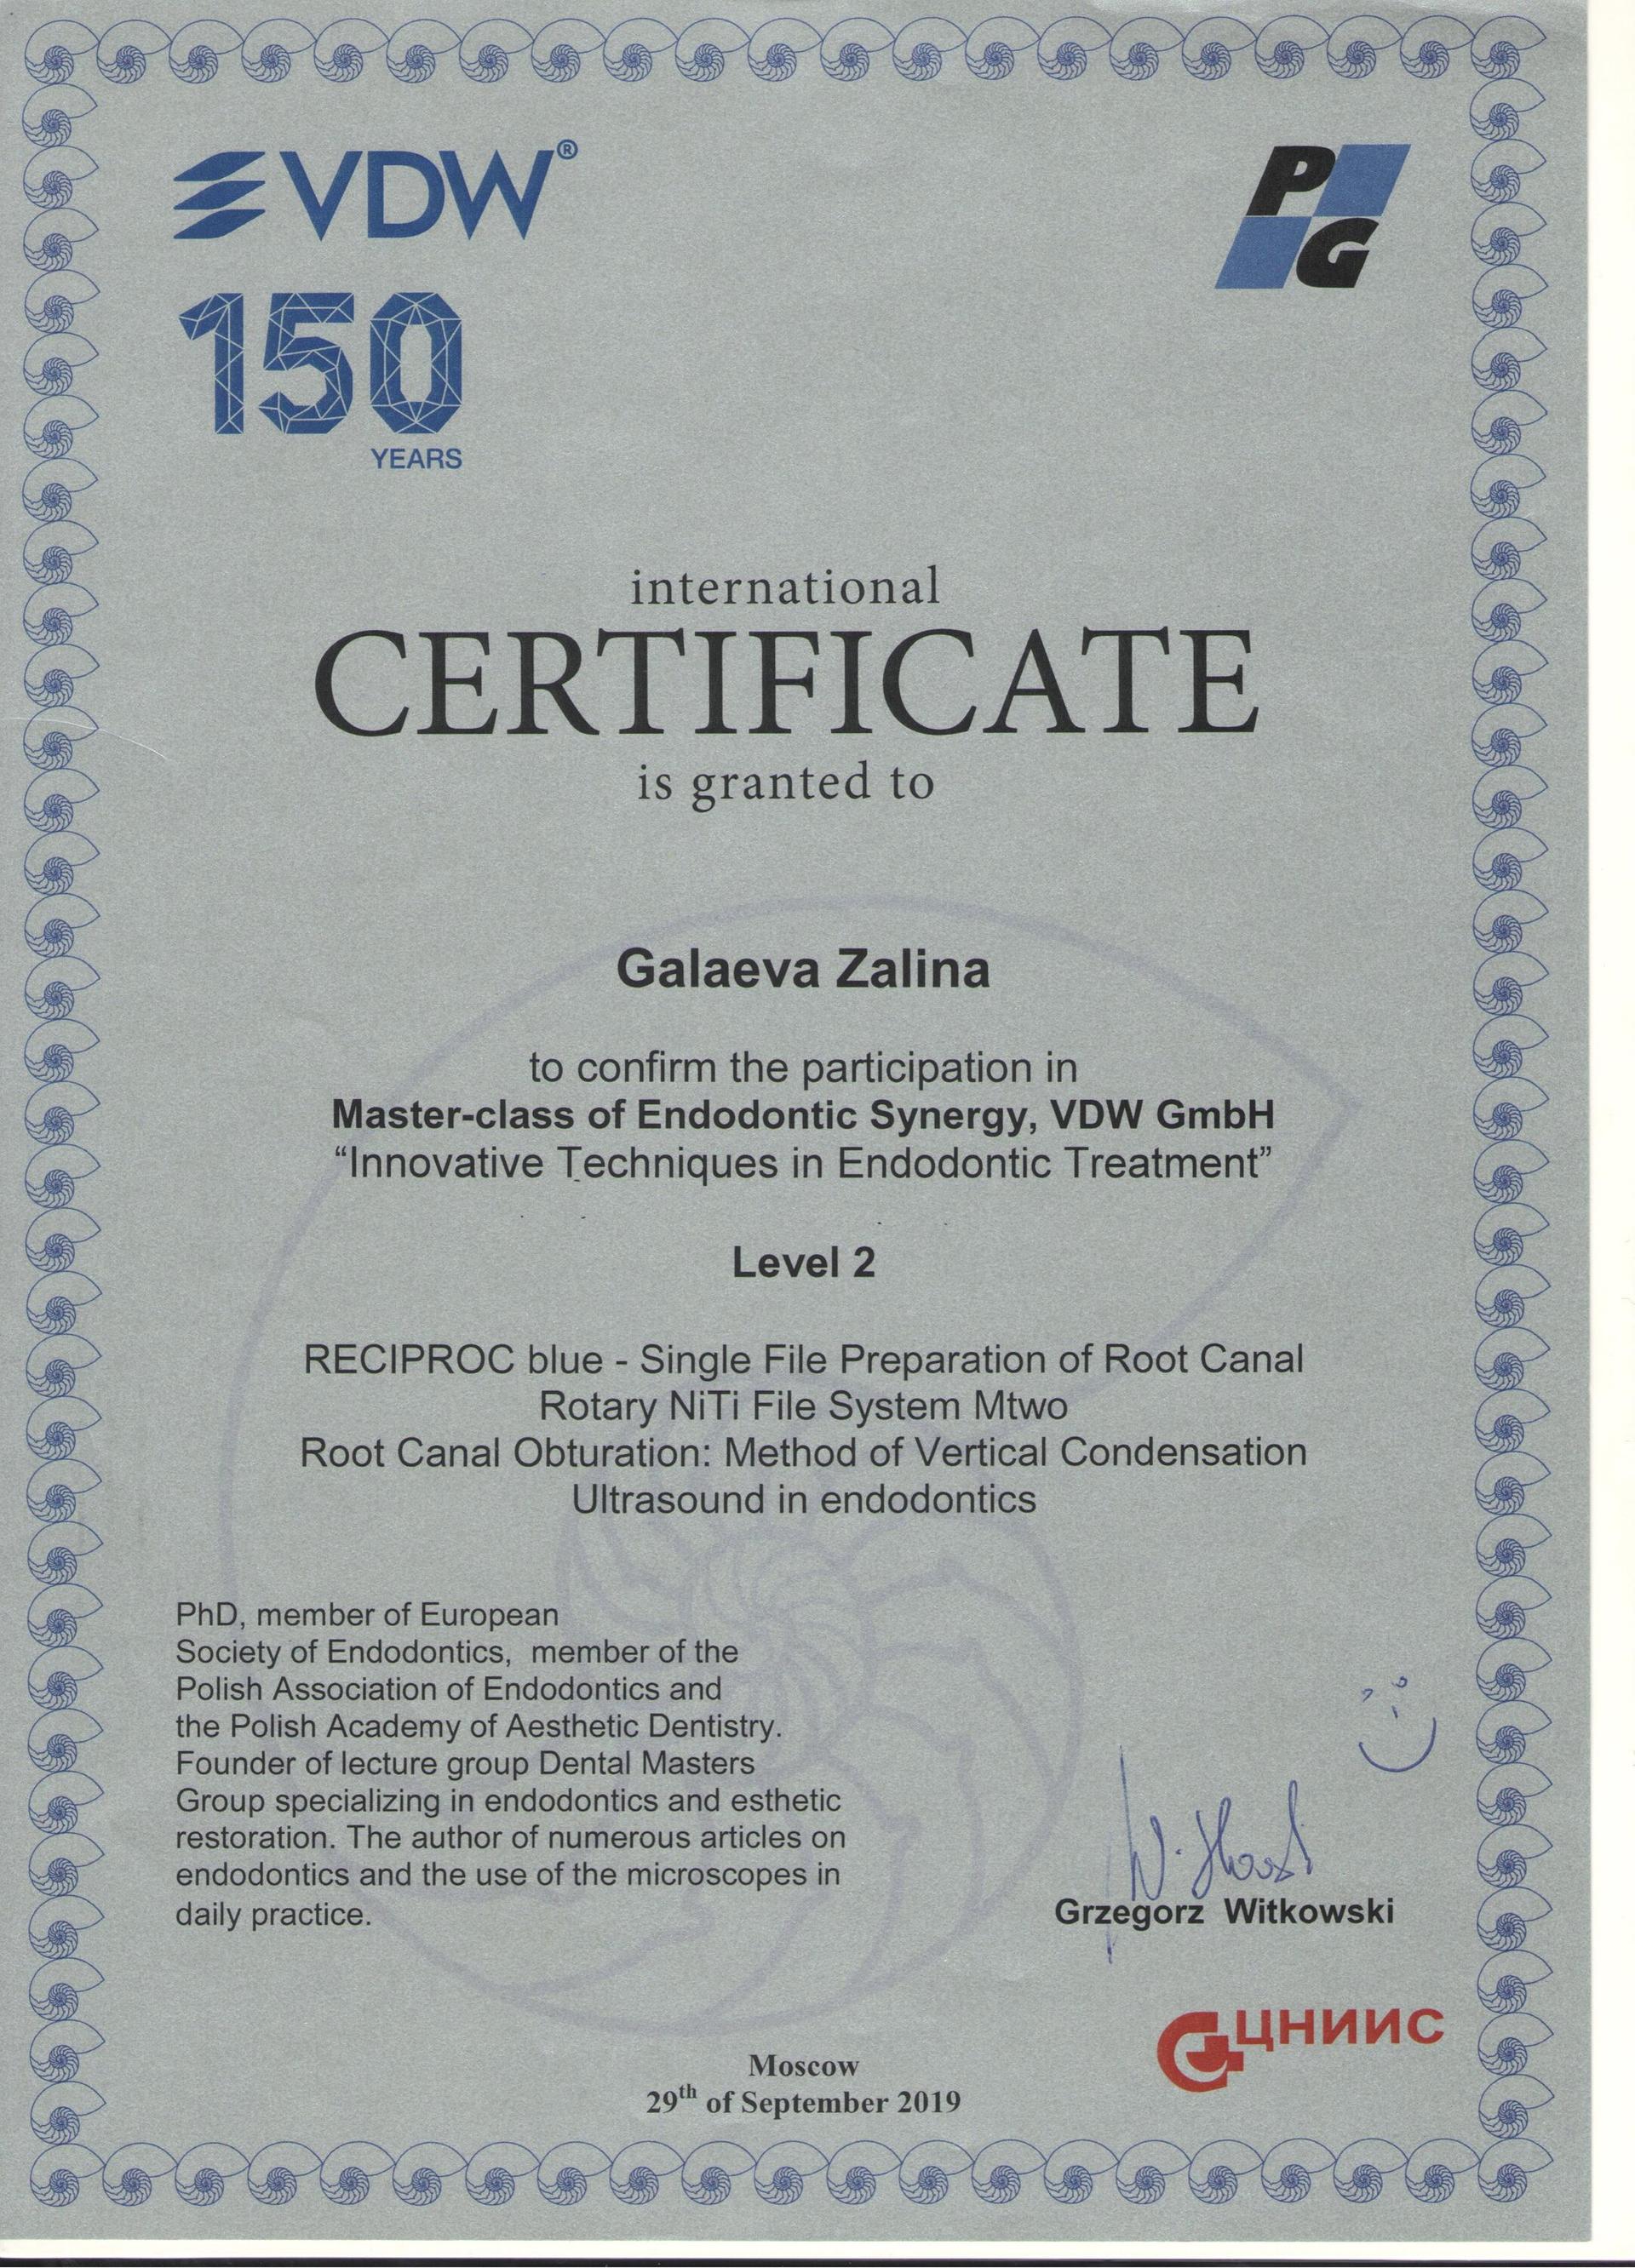 VDW®
P
G
150
YEARS
international
CERTIFICATE
is granted to
Galaeva Zalina
to confirm the participation in
Master-class of Endodontic Synergy, VDW GmbH
“Innovative Techniques in Endodontic Treatment”
Level 2
RECIPROC blue - Single File Preparation of Root Canal
Rotary NiTi File System Mtwo
Root Canal Obturation: Method of Vertical Condensation
Ultrasound in endodontics
PhD, member of European
Society of Endodontics, member of the
Polish Association of Endodontics and
the Polish Academy of Aesthetic Dentistry.
Founder of lecture group Dental Masters
Group specializing in endodontics and esthetic
restoration. The author of numerous articles on
endodontics and the use of the microscopes in
daily practice.
Grzegorz Witkowski
ЦНИИС
Moscow
29th of September 2019